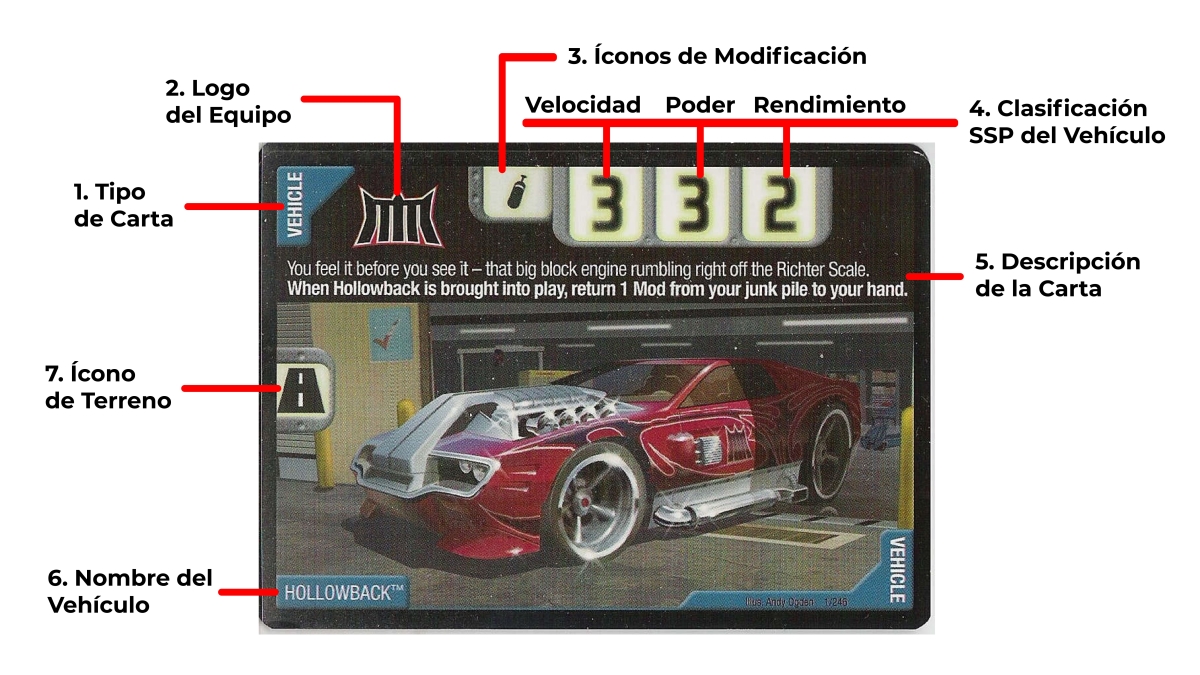 3. Íconos de Modificación
2. Logo
del Equipo
Velocidad Poder Rendimiento
4. Clasificación
SSP del Vehículo
1. Tipo
de Carta
VEHICLE
3 3 2
You feel it before you see it – that big block engine rumbling right off the Richter Scale.
When Hollowback is brought into play, return 1 Mod from your junk pile to your hand.
5. Descripción
de la Carta
7. Ícono
de Terreno
6. Nombre del
Vehículo
HOLLOWBACK™
VEHICLE
Illus. Andy Ogden 1/246